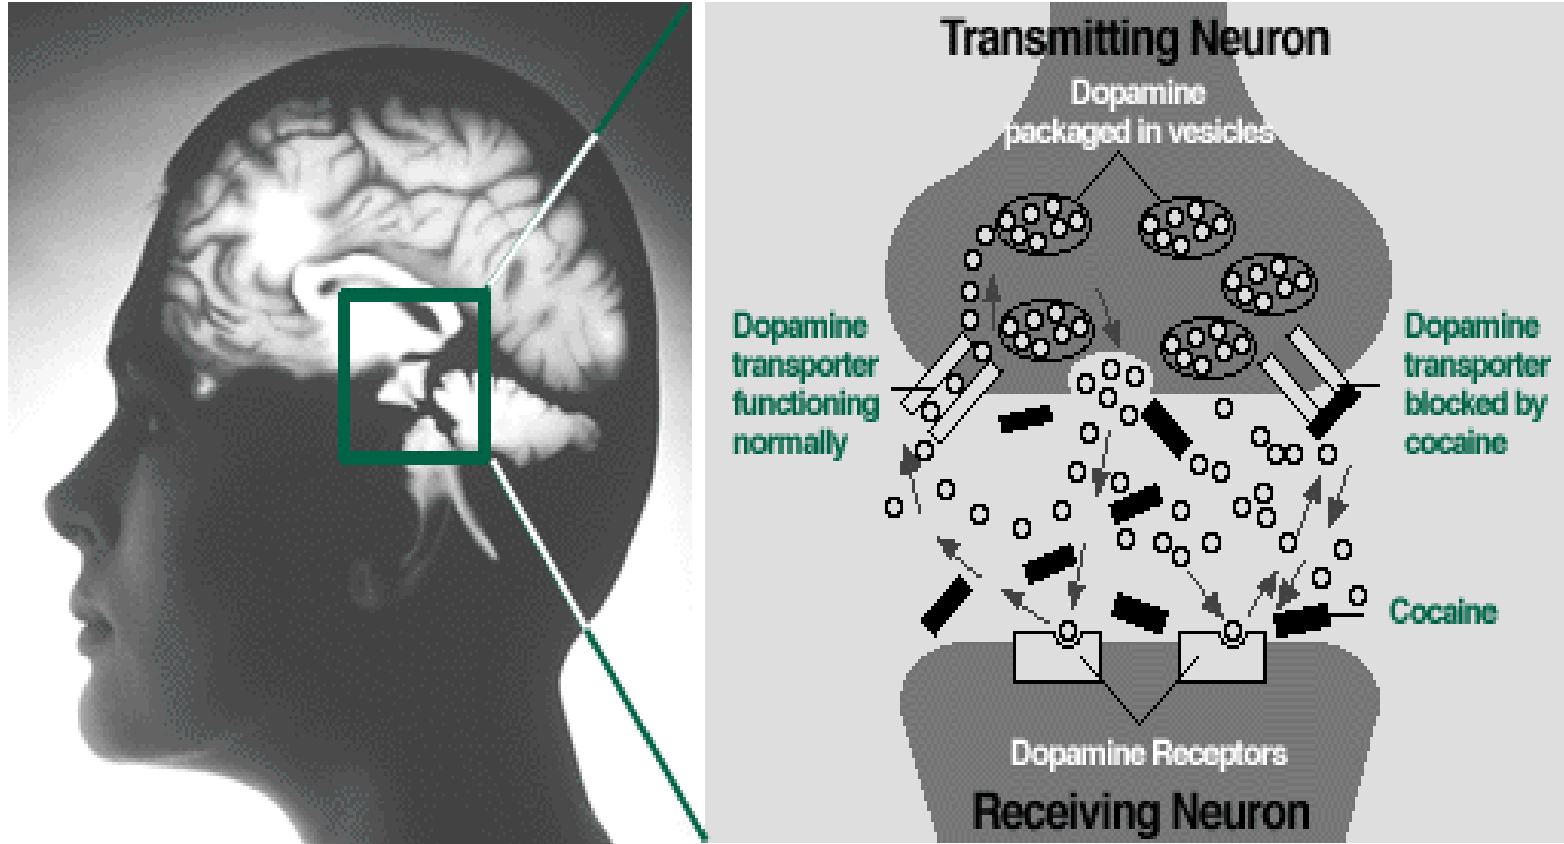 Transmitting Neuron
Dopamine
packaged in vesicles
Dopamine
transporter
functioning
normally
Dopamine
transporter
blocked by
cocaine
Cocaine
Dopamine Receptors
Receiving Neuron